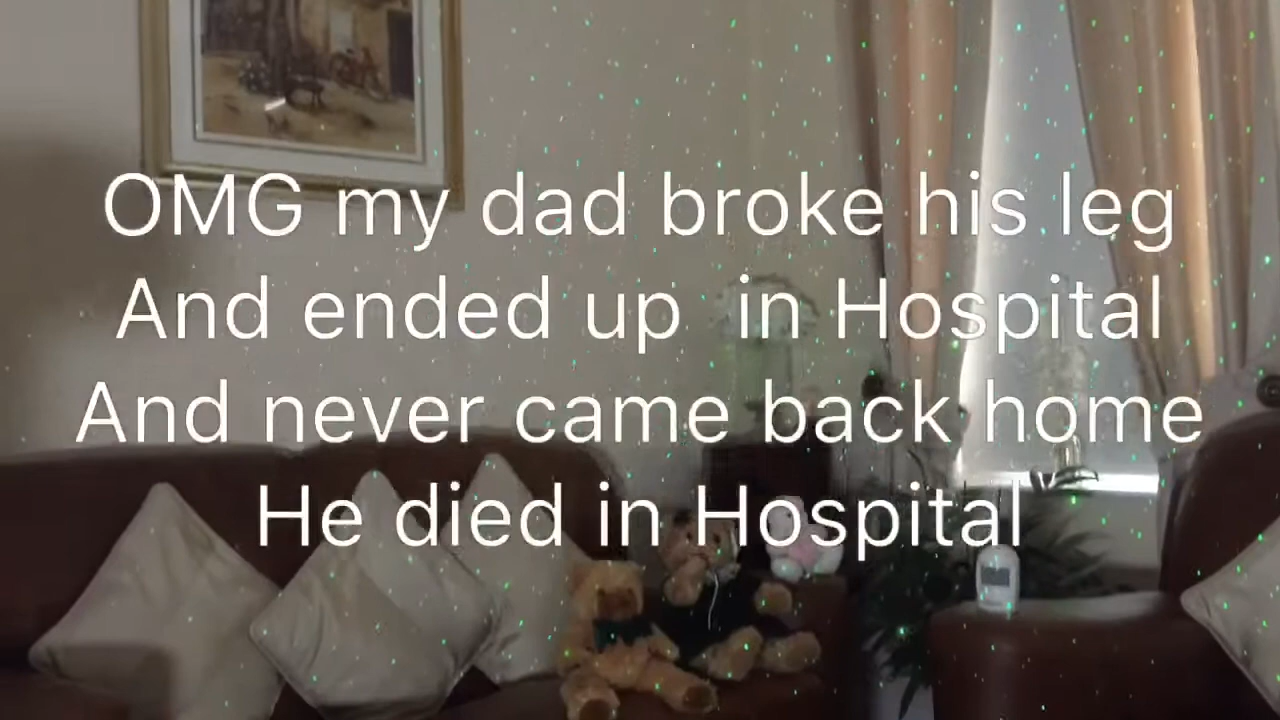 OMG my dad broke his leg
And ended up in Hospital
And never came back home
He died in Hospital